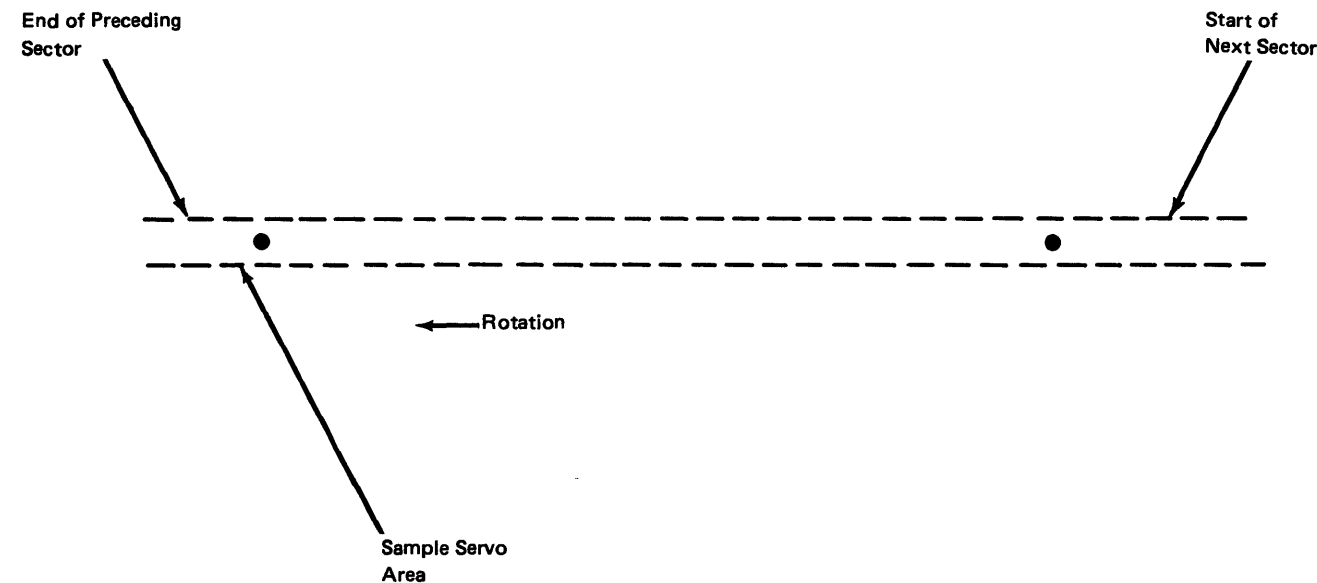 End of Preceding
Sector
Start of
Next Sector
Rotation
Sample Servo
Area